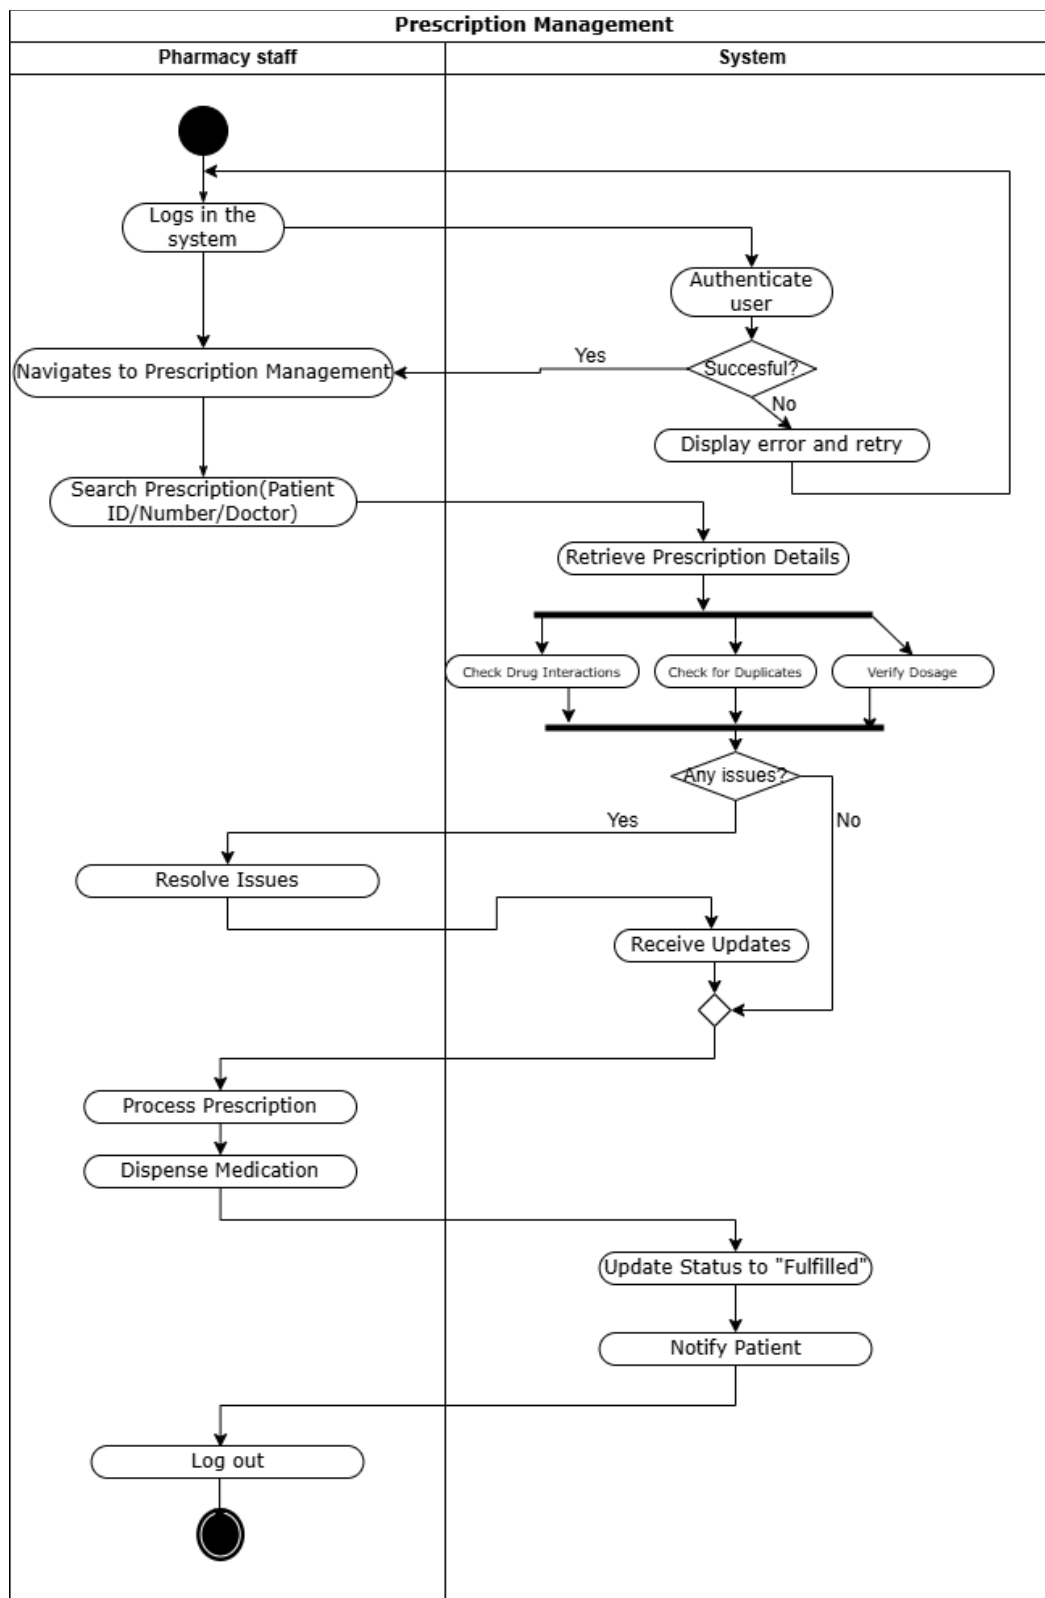 Prescription Management
Pharmacy staff
System
Logs in the
system
Authenticate
user
Succesful?
Yes
No
Navigates to Prescription Management
Display error and retry
Search Prescription(Patient
ID/Number/Doctor)
Retrieve Prescription Details
Check Drug Interactions
Check for Duplicates
Verify Dosage
Any issues?
Yes
No
Resolve Issues
Receive Updates
Process Prescription
Dispense Medication
Update Status to "Fulfilled"
Notify Patient
Log out